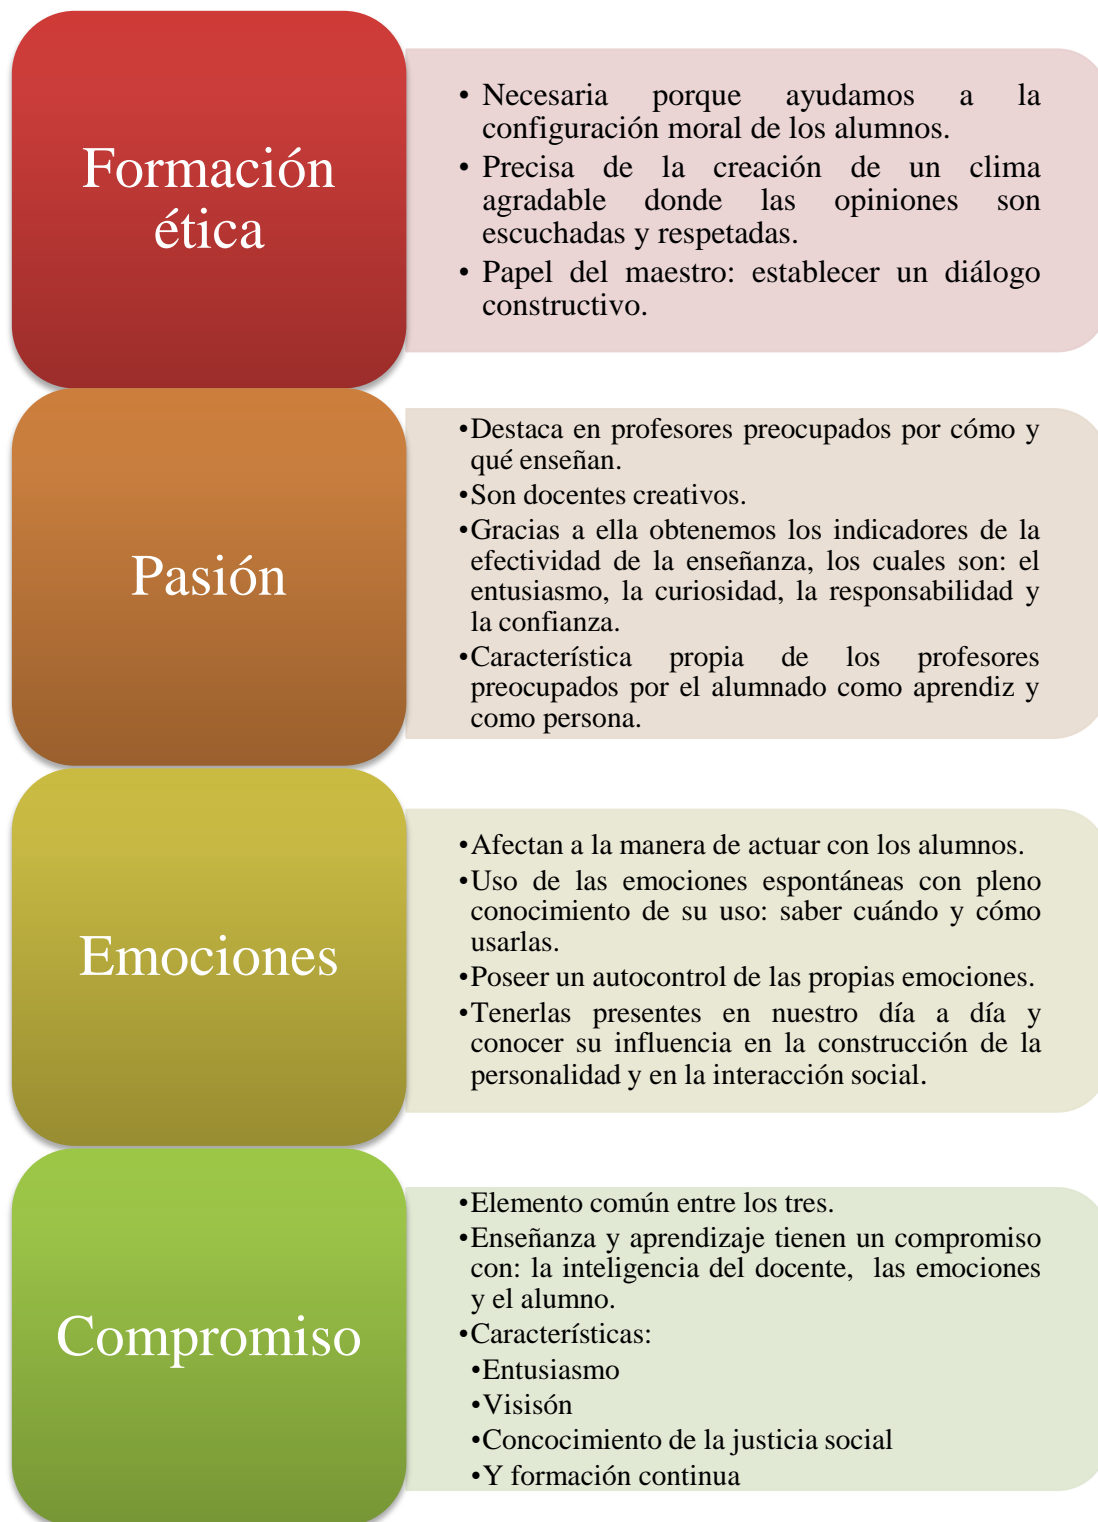 Formación
ética
• Necesaria porque ayudamos a la
configuración moral de los alumnos.
• Precisa de la creación de un clima
agradable donde las opiniones son
escuchadas y respetadas.
• Papel del maestro: establecer un diálogo
constructivo.
Pasión
•Destaca en profesores preocupados por cómo y
qué enseñan.
•Son docentes creativos.
•Gracias a ella obtenemos los indicadores de la
efectividad de la enseñanza, los cuales son: el
entusiasmo, la curiosidad, la responsabilidad y
la confianza.
•Característica propia de los profesores
preocupados por el alumnado como aprendiz y
como persona.
Emociones
•Afectan a la manera de actuar con los alumnos.
•Uso de las emociones espontáneas con pleno
conocimiento de su uso: saber cuándo y cómo
usarlas.
•Poseer un autocontrol de las propias emociones.
•Tenerlas presentes en nuestro día a día y
conocer su influencia en la construcción de la
personalidad y en la interacción social.
Compromiso
•Elemento común entre los tres.
•Enseñanza y aprendizaje tienen un compromiso
con: la inteligencia del docente, las emociones
y el alumno.
•Características:
•Entusiasmo
•Visisón
•Concocimiento de la justicia social
•Y formación continua